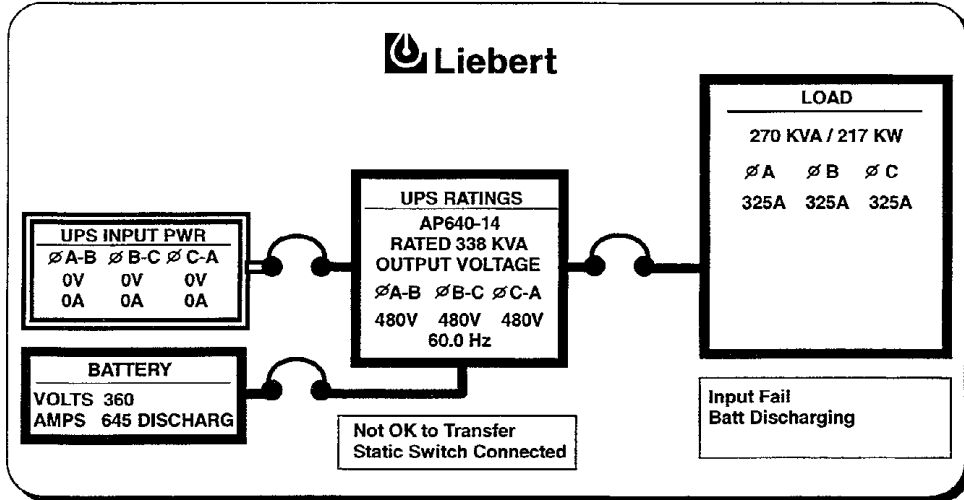 Liebert
LOAD
270 KVA / 217 KW
øA øB øC
325A 325A 325A
UPS RATINGS
AP640-14
RATED 338 KVA
OUTPUT VOLTAGE
øA-B øB-C øC-A
480V 480V 480V
60.0 Hz
UPS INPUT PWR
øA-B øB-C øC-A
0V 0V 0V
0A 0A 0A
BATTERY
VOLTS 360
AMPS 645 DISCHARG
Not OK to Transfer
Static Switch Connected
Input Fail
Batt Discharging